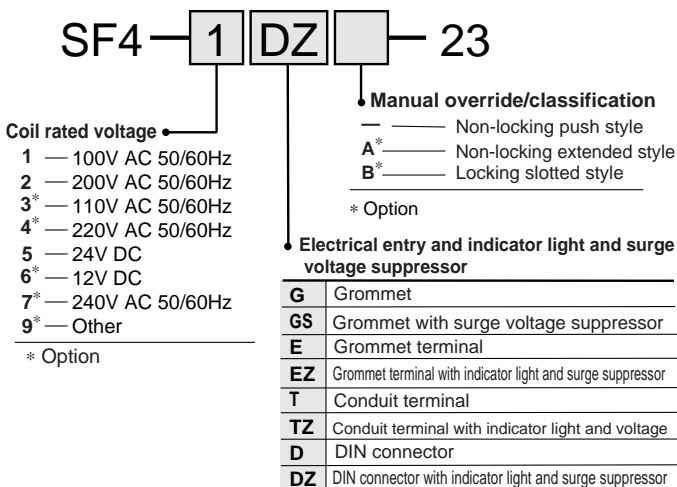 SF4 — 1 DZ — 23
Manual override/classification
— Non-locking push style
A* Non-locking extended style
B* Locking slotted style
* Option
Coil rated voltage
1 — 100V AC 50/60Hz
2 — 200V AC 50/60Hz
3* — 110V AC 50/60Hz
4* — 220V AC 50/60Hz
5 — 24V DC
6* — 12V DC
7* — 240V AC 50/60Hz
9* — Other
* Option
Electrical entry and indicator light and surge
voltage suppressor
G Grommet
GS Grommet with surge voltage suppressor
E Grommet terminal
EZ Grommet terminal with indicator light and surge suppressor
T Conduit terminal
TZ Conduit terminal with indicator light and voltage
D DIN connector
DZ DIN connector with indicator light and surge suppressor